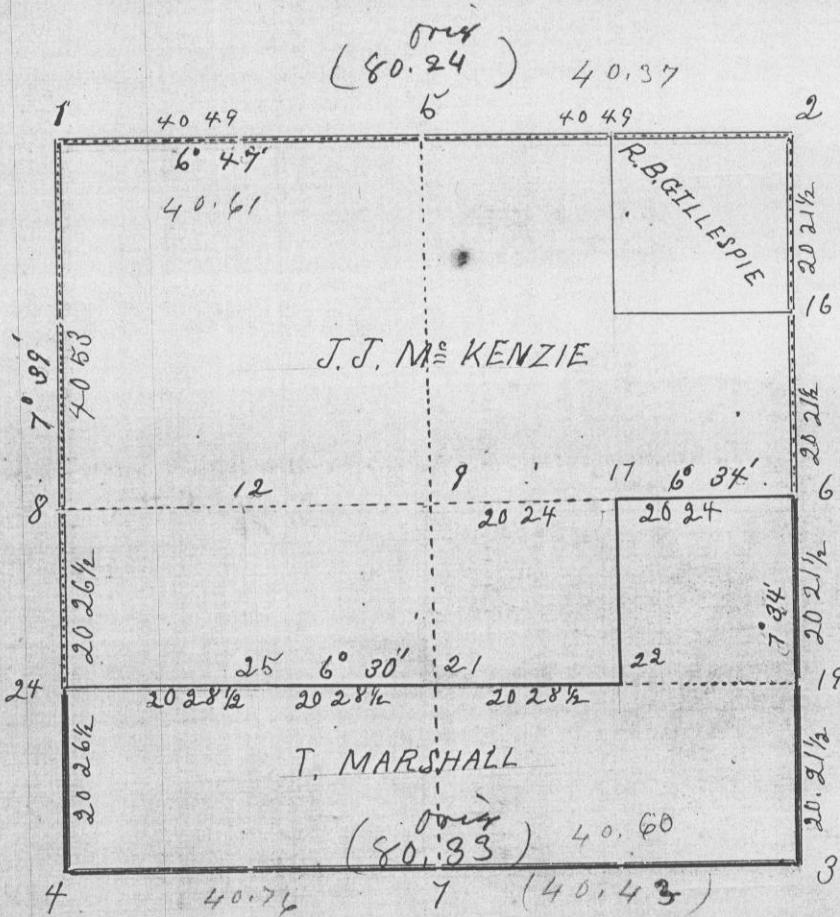 orig
(80.24) 40.37
1 40 49 5 40 49 2
6° 47'
40.61
R.B. GILLESPIE
20 21½
16
J.J. Mc KENZIE
7° 39'
40 53
20 21½
8 12 9 17 6° 34' 6
20 24 20 24
20 26½
20 21½
7° 34'
24 25 6° 30' 21 22 19
20 28½ 20 28½ 20 28½
20 26½
T. MARSHALL
20.21½
orig
(80.33) 40.60
4 40.76 7 (40.43) 3